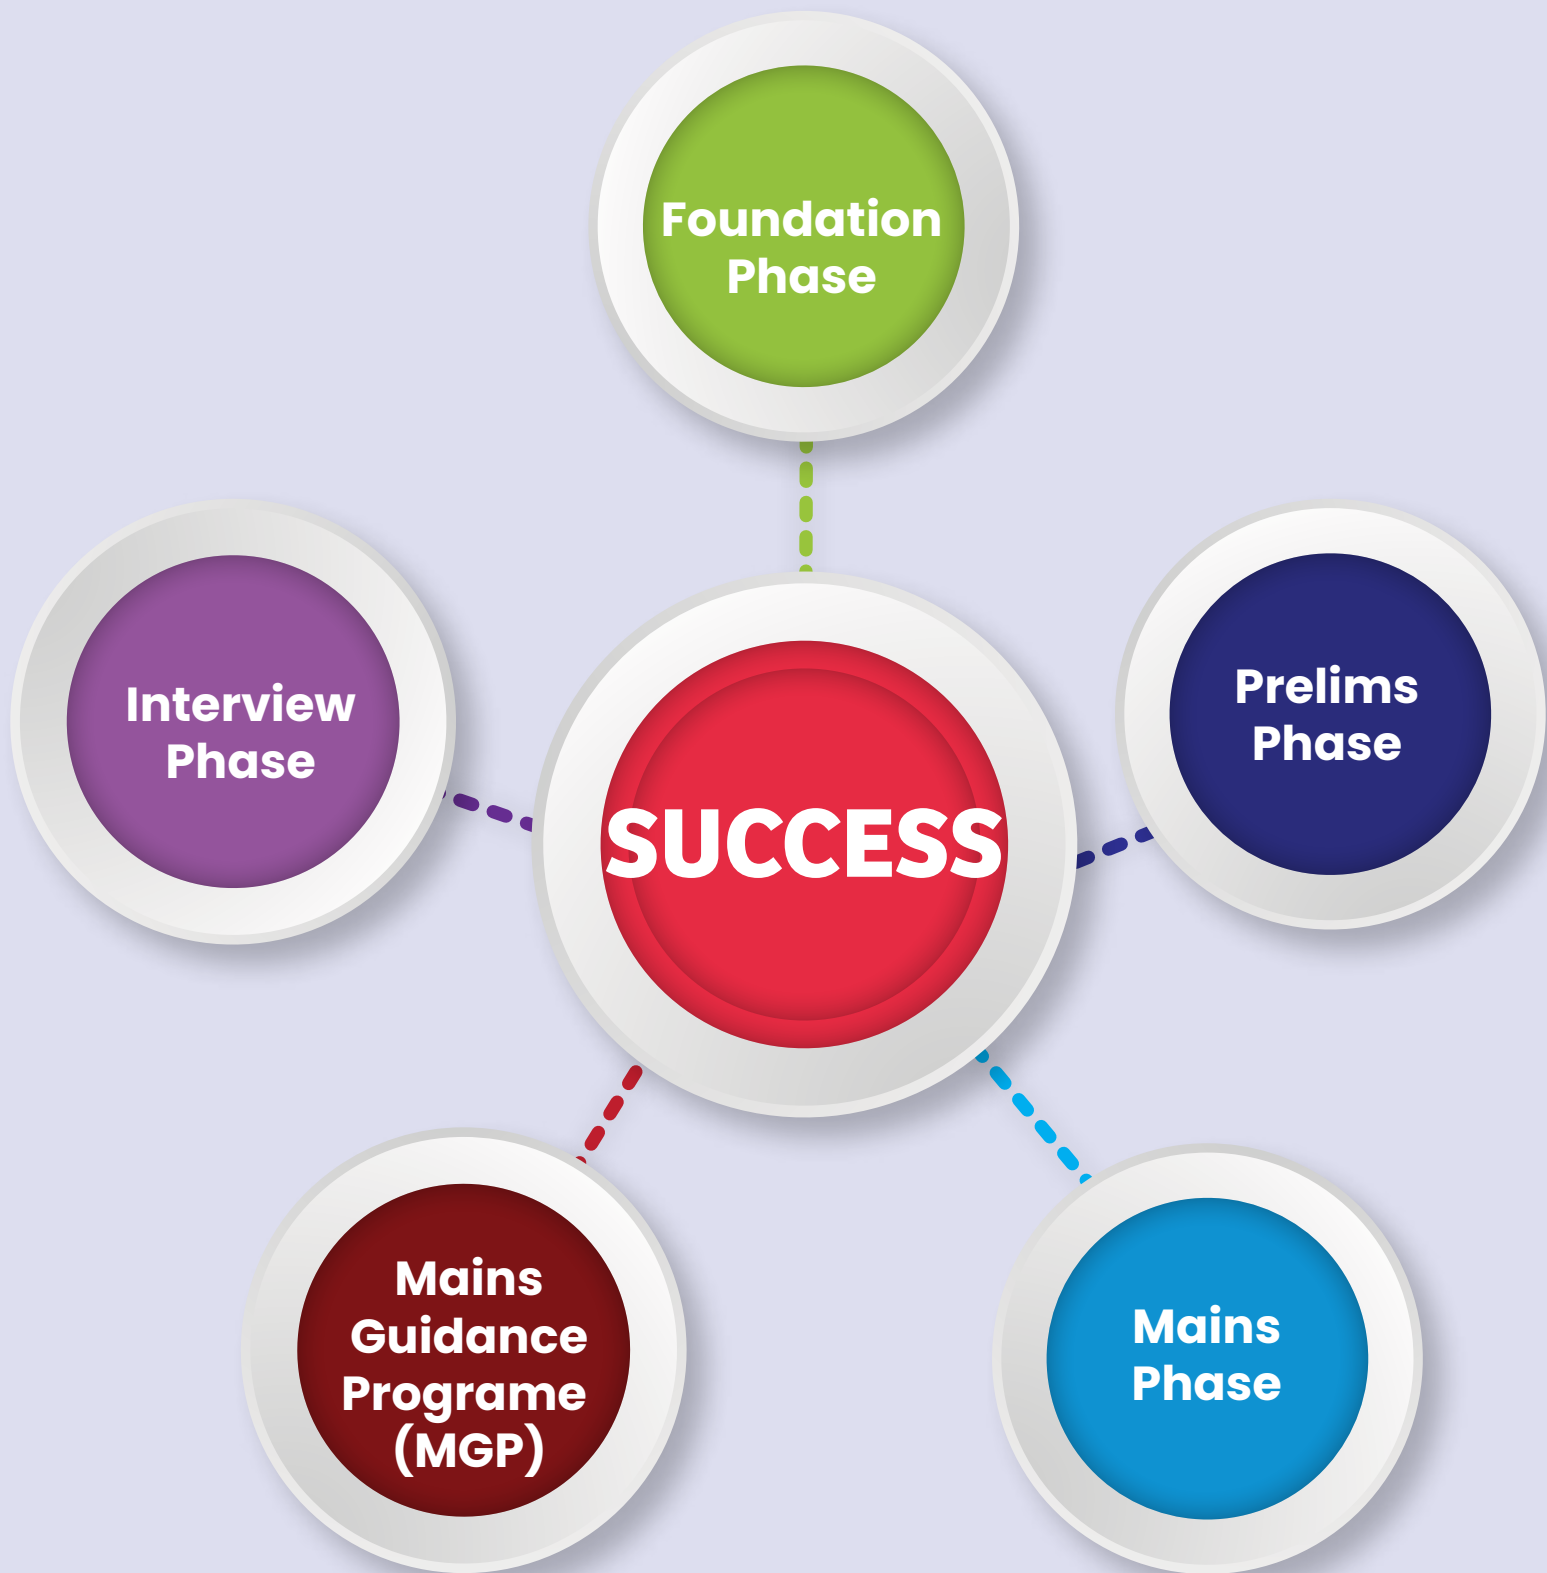 Foundation
Phase
Prelims
Phase
Interview
Phase
SUCCESS
Mains
Guidance
Programe
(MGP)
Mains
Phase